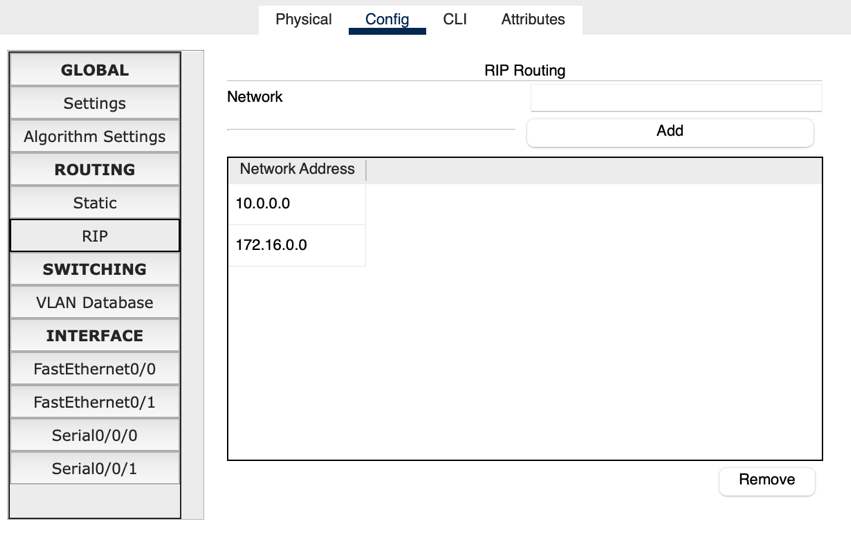 Physical Config CLI Attributes
GLOBAL
Settings
Algorithm Settings
ROUTING
Static
RIP
SWITCHING
VLAN Database
INTERFACE
FastEthernet0/0
FastEthernet0/1
Serial0/0/0
Serial0/0/1
RIP Routing
Network
Add
Network Address
10.0.0.0
172.16.0.0
Remove